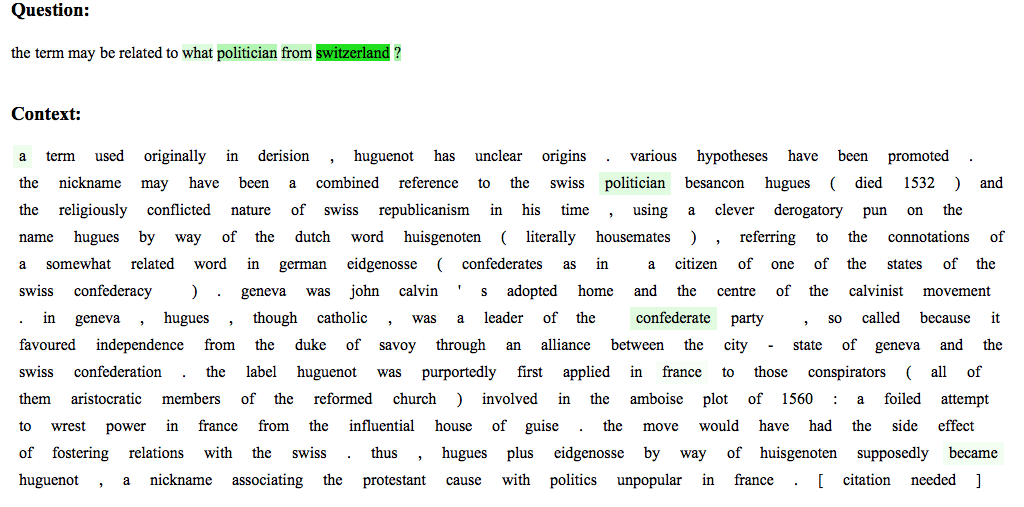 Question:
the term may be related to what politician from switzerland ?
Context:
a term used originally in derision , huguenot has unclear origins . various hypotheses have been promoted .
the nickname may have been a combined reference to the swiss politician besancon hugues ( died 1532 ) and
the religiously conflicted nature of swiss republicanism in his time , using a clever derogatory pun on the
name hugues by way of the dutch word huisgenoten ( literally housemates ) , referring to the connotations of
a somewhat related word in german eidgenosse ( confederates as in a citizen of one of the states of the
swiss confederacy ) . geneva was john calvin ' s adopted home and the centre of the calvinist movement
. in geneva , hugues , though catholic , was a leader of the confederate party , so called because it
favoured independence from the duke of savoy through an alliance between the city - state of geneva and the
swiss confederation . the label huguenot was purportedly first applied in france to those conspirators ( all of
them aristocratic members of the reformed church ) involved in the amboise plot of 1560 : a foiled attempt
to wrest power in france from the influential house of guise . the move would have had the side effect
of fostering relations with the swiss . thus , hugues plus eidgenosse by way of huisgenoten supposedly became
huguenot , a nickname associating the protestant cause with politics unpopular in france . [ citation needed ]